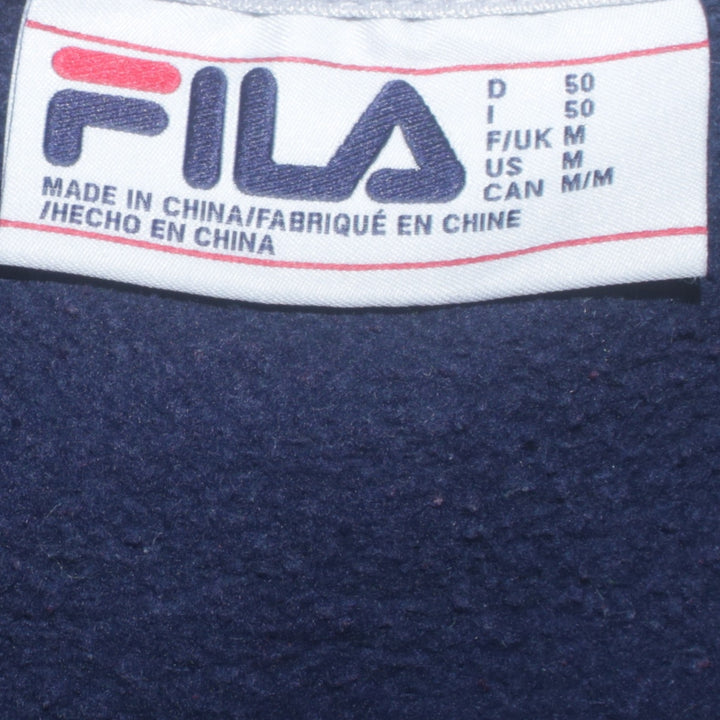 FILA
MADE IN CHINA/FABRIQUÉ EN CHINE
/HECHO EN CHINA
D 50
I 50
F/UK M
US M
CAN M/M